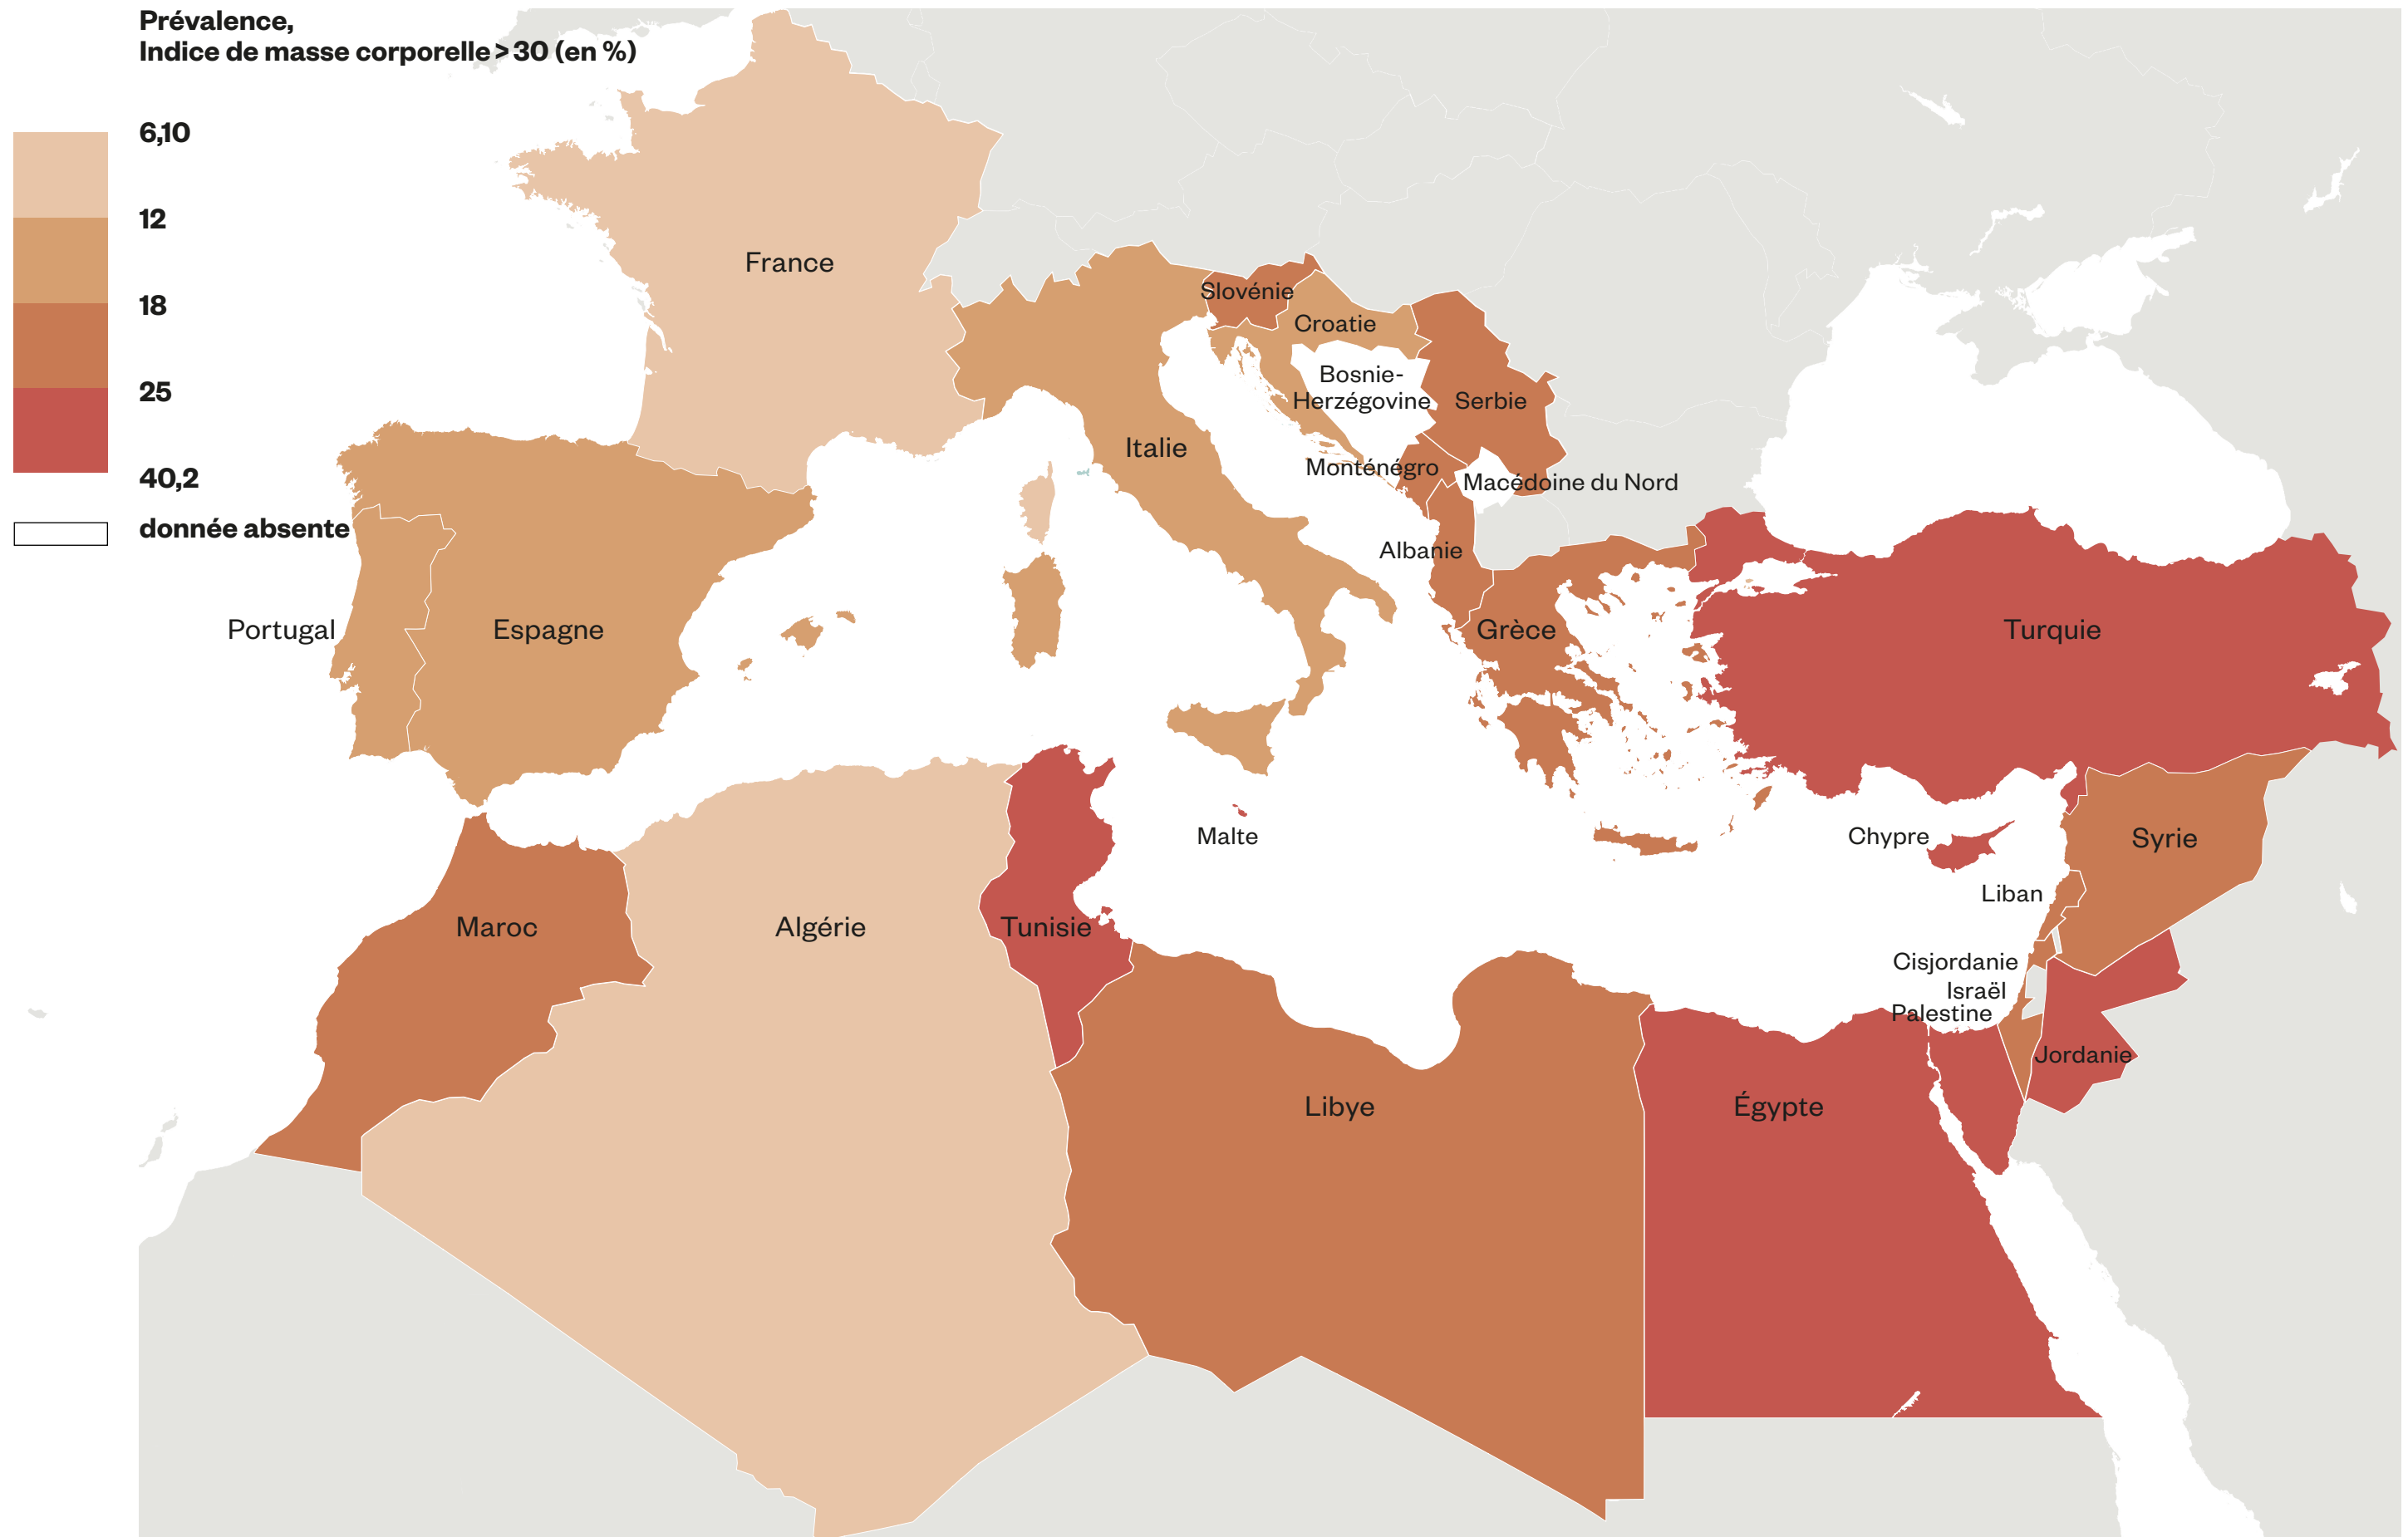 Prévalence,
Indice de masse corporelle > 30 (en %)
6,10
12
18
25
40,2
donnée absente
France
Slovénie
Croatie
Bosnie-
Herzégovine
Serbie
Italie
Monténégro
Macédoine du Nord
Albanie
Portugal
Espagne
Grèce
Turquie
Malte
Chypre
Syrie
Liban
Maroc
Algérie
Tunisie
Cisjordanie
Israël
Palestine
Jordanie
Libye
Égypte